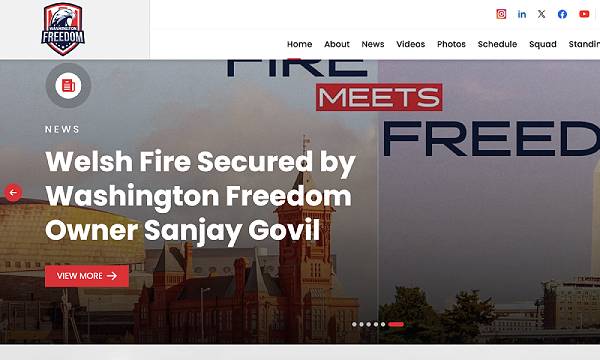 WASHINGTON
FREEDOM
Home About News Videos Photos Schedule Squad Standin
FIRE
MEETS
FREED
NEWS
Welsh Fire Secured by
Washington Freedom
Owner Sanjay Govil
VIEW MORE